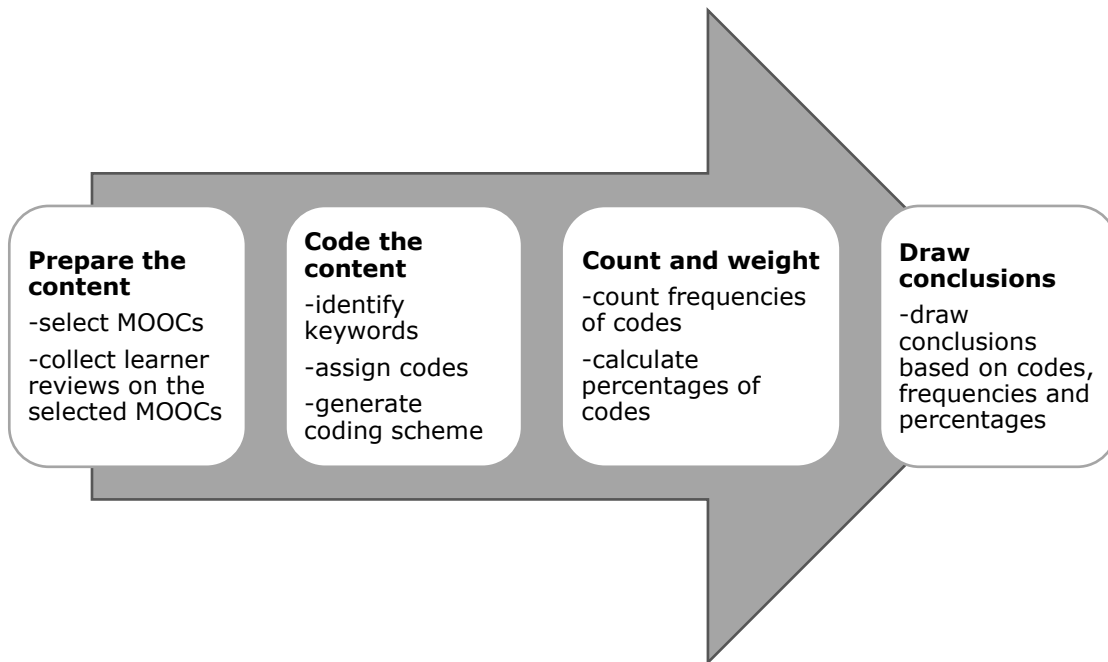 Prepare the
content
-select MOOCs
-collect learner
reviews on the
selected MOOCs
Code the
content
-identify
keywords
-assign codes
-generate
coding scheme
Count and weight
-count frequencies
of codes
-calculate
percentages of
codes
Draw
conclusions
-draw
conclusions
based on codes,
frequencies and
percentages